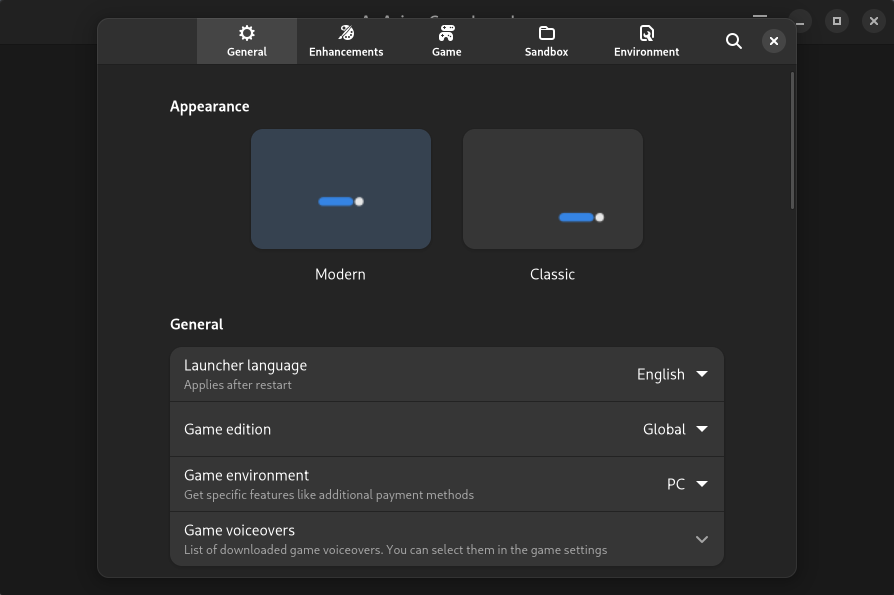 General
Enhancements
Game
Sandbox
Environment
Appearance
Modern
Classic
General
Launcher language
Applies after restart
English
Game edition
Global
Game environment
Get specific features like additional payment methods
PC
Game voiceovers
List of downloaded game voiceovers. You can select them in the game settings